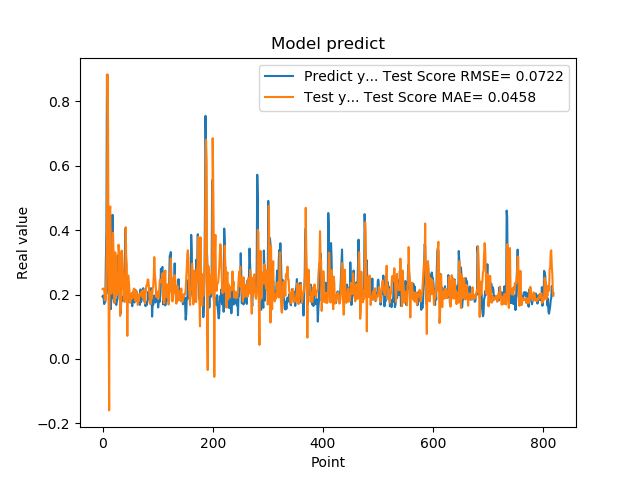 Model predict
Predict y... Test Score RMSE= 0.0722
Test y... Test Score MAE= 0.0458
Real value
0.8
0.6
0.4
0.2
0.0
−0.2
0 200 400 600 800
Point